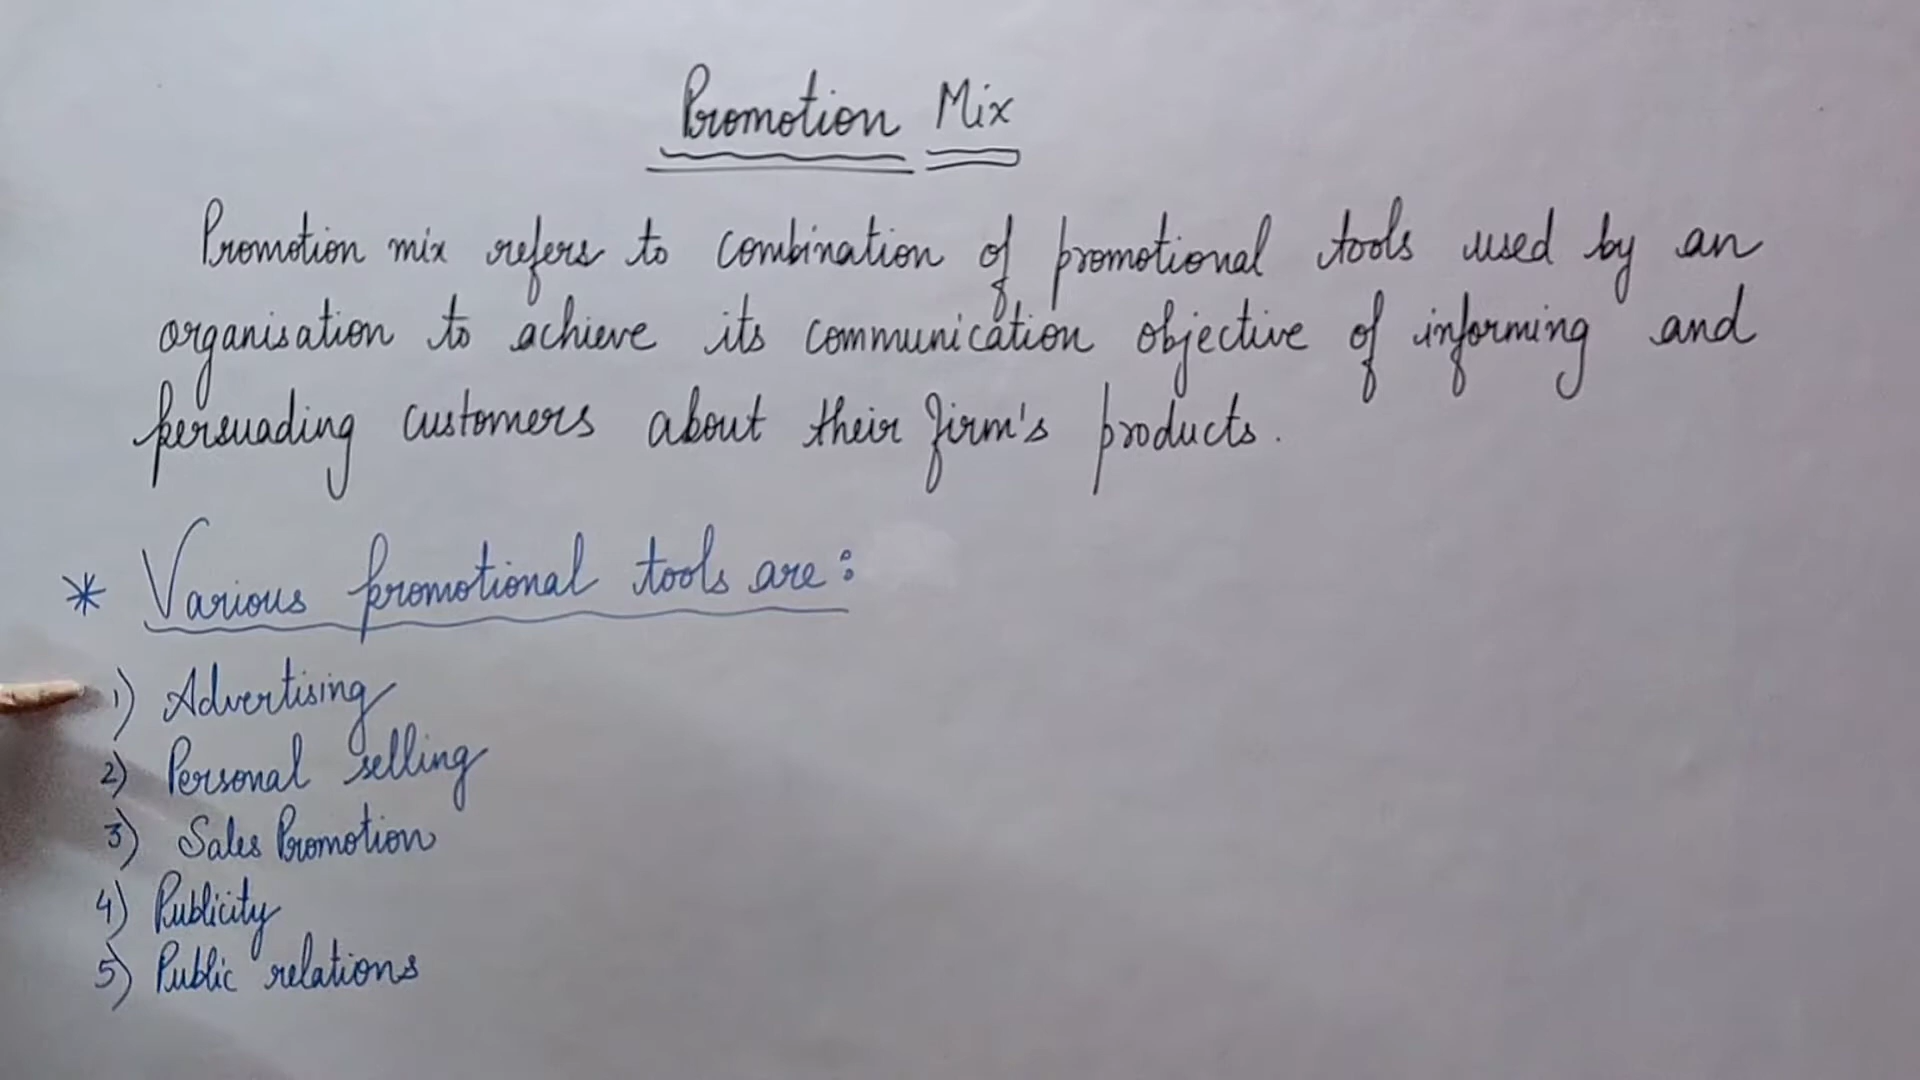 Promotion Mix
Promotion mix refers to combination of promotional tools used by an
organisation to achieve its communication objective of informing and
persuading customers about their firm's products.
* Various promotional tools are:
1) Advertising
2) Personal selling
3) Sales Promotion
4) Publicity
5) Public relations